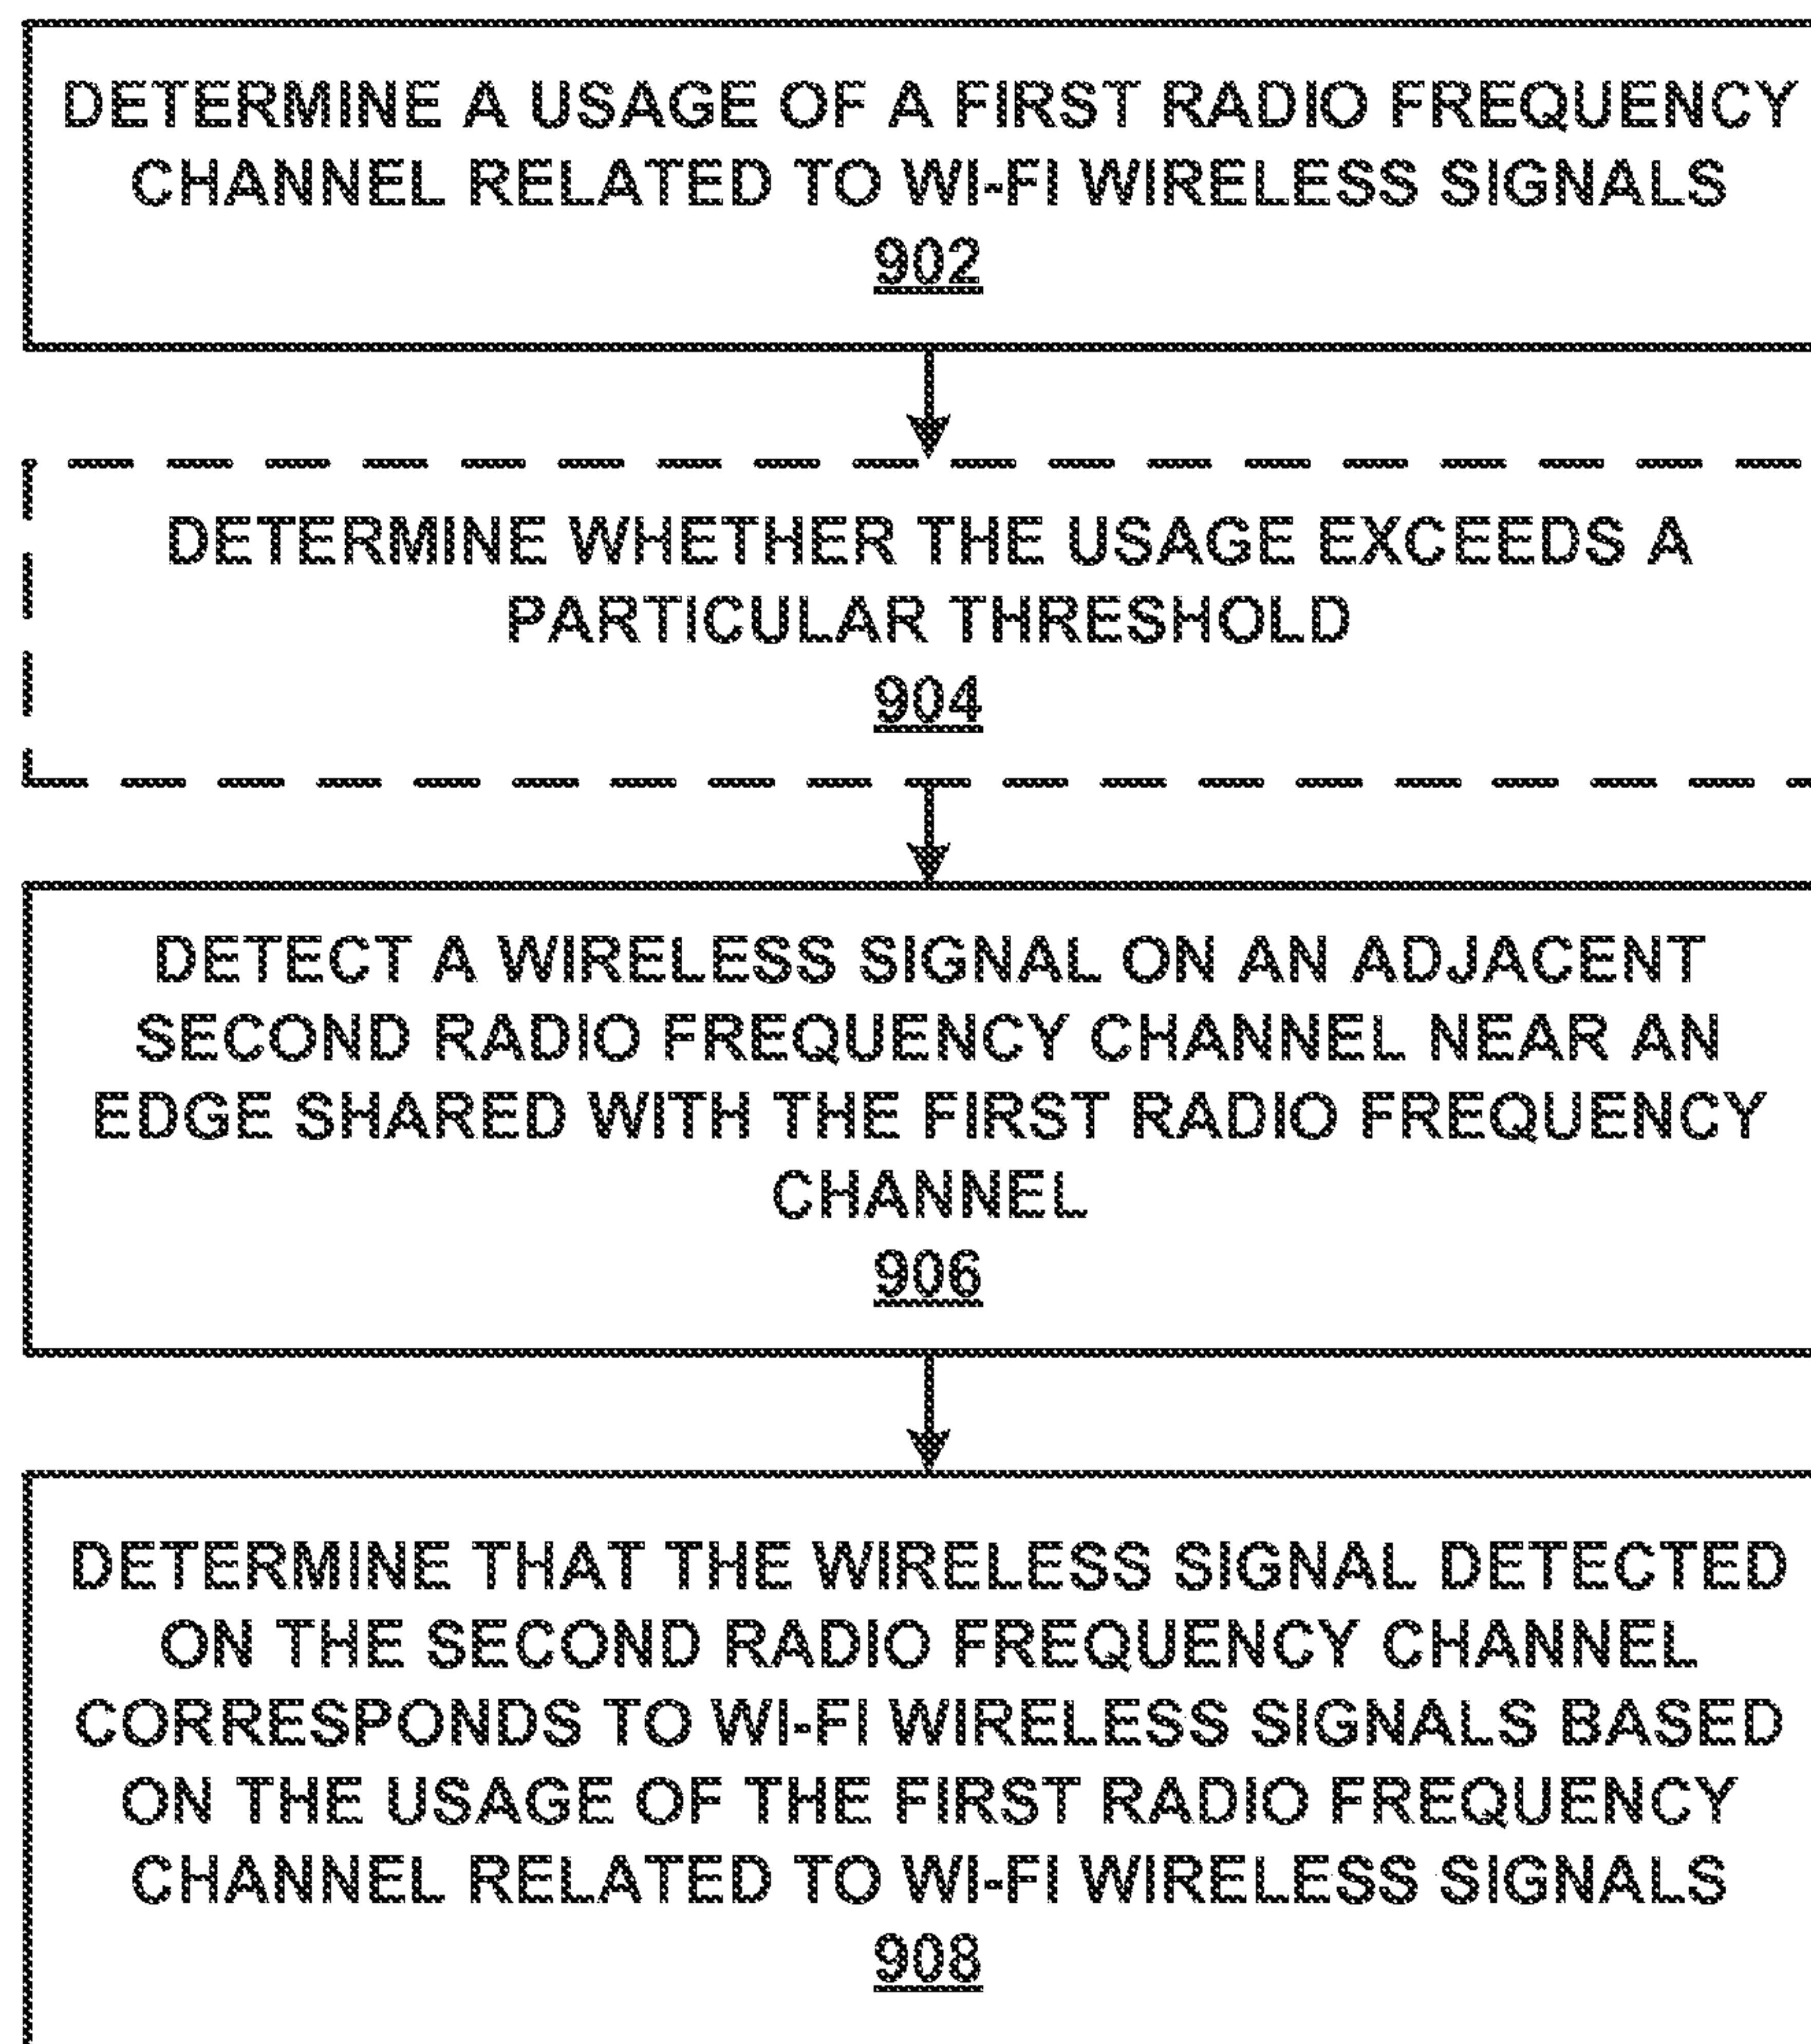 DETERMINE A USAGE OF A FIRST RADIO FREQUENCY
CHANNEL RELATED TO WI-FI WIRELESS SIGNALS
902
DETERMINE WHETHER THE USAGE EXCEEDS A
PARTICULAR THRESHOLD
904
DETECT A WIRELESS SIGNAL ON AN ADJACENT
SECOND RADIO FREQUENCY CHANNEL NEAR AN
EDGE SHARED WITH THE FIRST RADIO FREQUENCY
CHANNEL
906
DETERMINE THAT THE WIRELESS SIGNAL DETECTED
ON THE SECOND RADIO FREQUENCY CHANNEL
CORRESPONDS TO WI-FI WIRELESS SIGNALS BASED
ON THE USAGE OF THE FIRST RADIO FREQUENCY
CHANNEL RELATED TO WI-FI WIRELESS SIGNALS
908